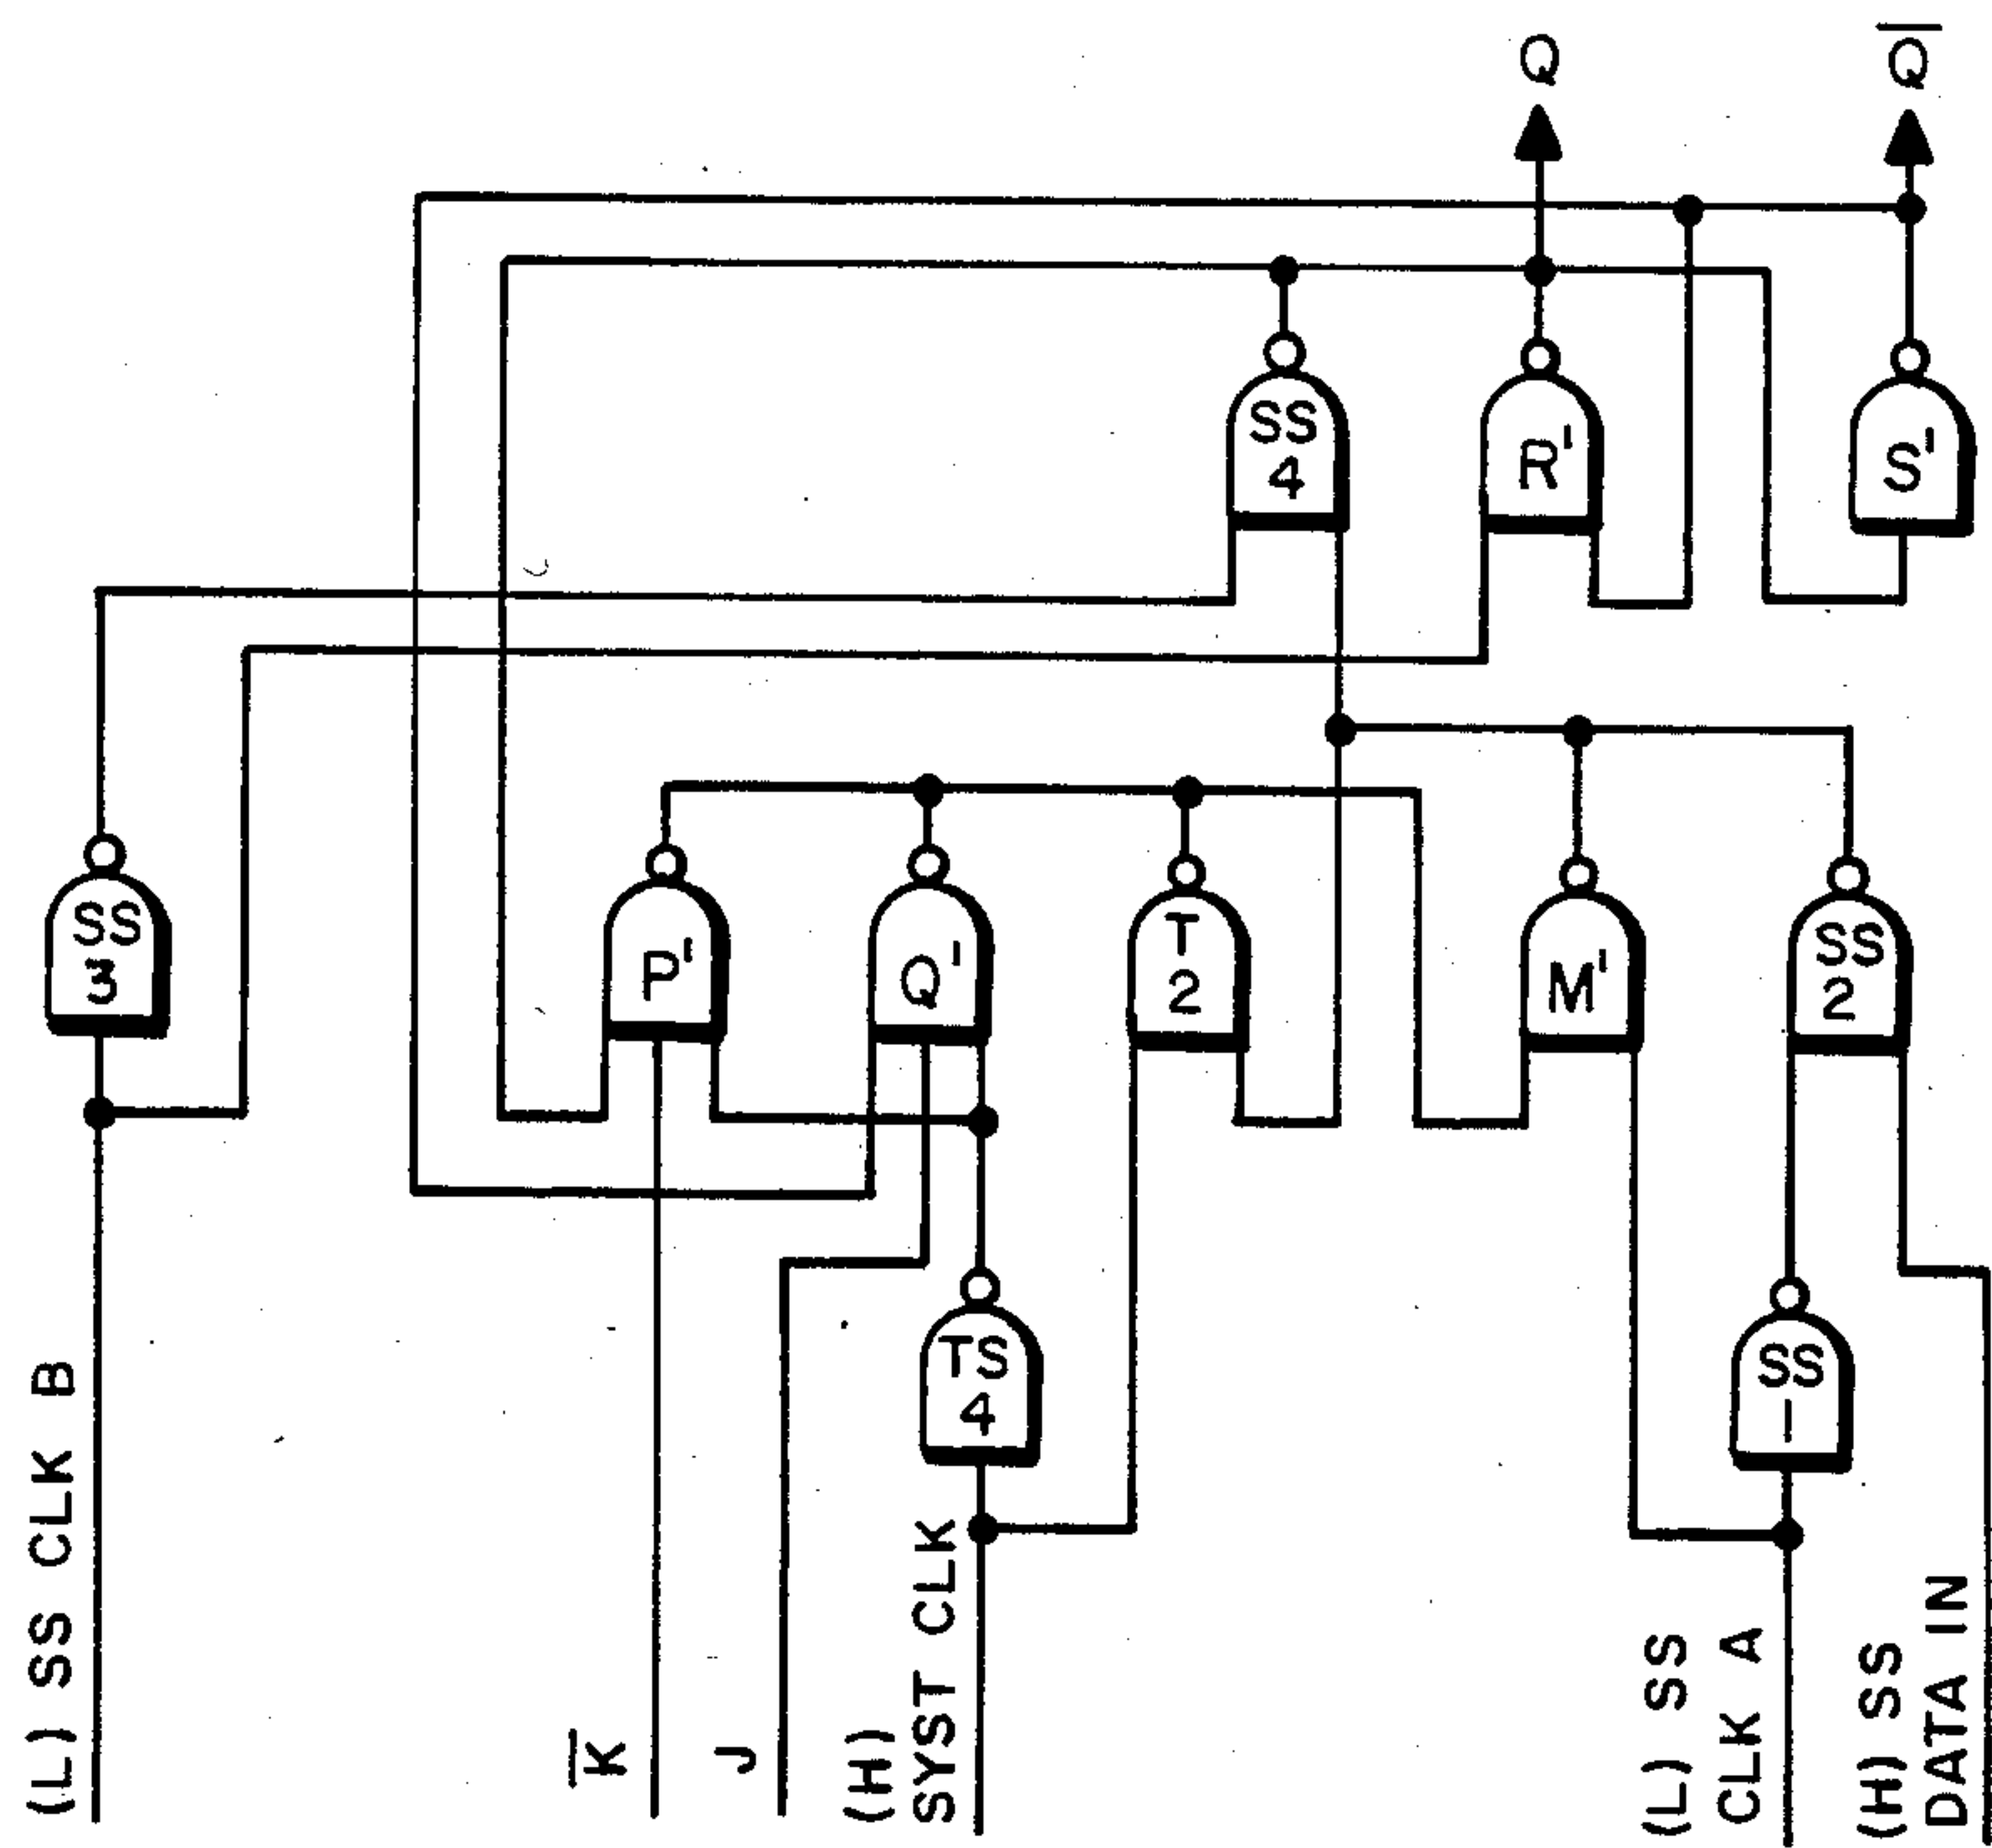 (L) SS CLK B
K̅
J
(H)
SYST CLK
(L) SS
CLK A
(H) SS
DATA IN
SS
3
P'
Q'
TS
4
T
2
M'
SS
2
SS
1
SS
4
R'
S'
Q
Q̅